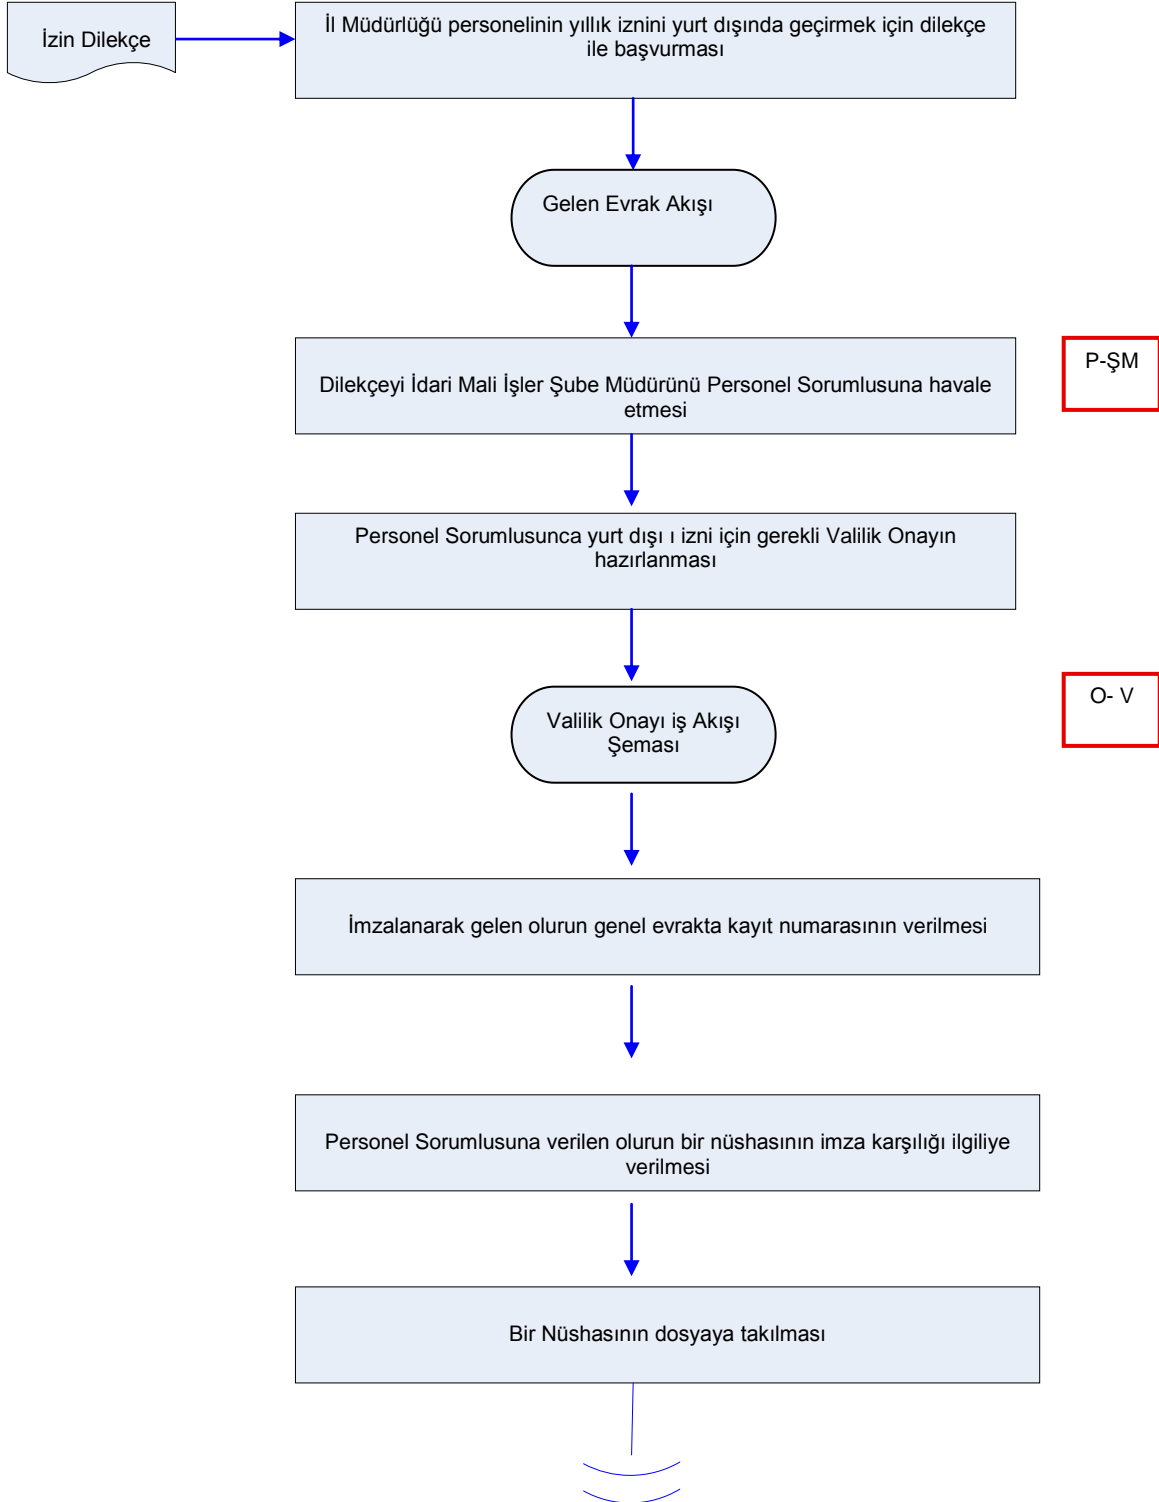 İzin Dilekçe
İl Müdürlüğü personelinin yıllık iznini yurt dışında geçirmek için dilekçe
ile başvurması
Gelen Evrak Akışı
Dilekçeyi İdari Mali İşler Şube Müdürünü Personel Sorumlusuna havale
etmesi
P-ŞM
Personel Sorumlusunca yurt dışı ı izni için gerekli Valilik Onayın
hazırlanması
Valilik Onayı iş Akışı
Şeması
O- V
İmzalanarak gelen olurun genel evrakta kayıt numarasının verilmesi
Personel Sorumlusuna verilen olurun bir nüshasının imza karşılığı ilgiliye
verilmesi
Bir Nüshasının dosyaya takılması